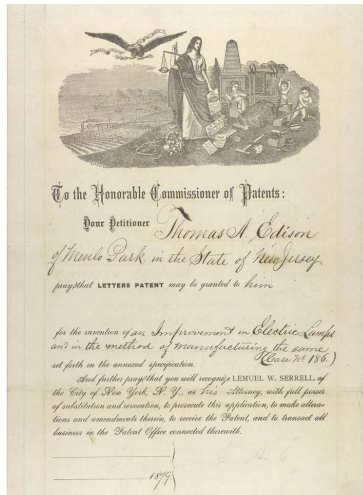 To the Honorable Commissioner of Patents:
Your Petitioner Thomas A. Edison
of Menlo Park in the State of New Jersey
prays that LETTERS PATENT may be granted to him
for the invention of an Improvement in Electric Lamps
and in the method of manufacturing the same
(Case No. 186.)
set forth in the annexed specification.
And further prays that you will recognize LEMUEL W. SERRELL, of
the City of New York, N. Y. as his Attorney, with full power
of substitution and revocation, to prosecute this application, to make altera-
tions and amendments therein, to receive the Patent, and to transact all
business in the Patent Office connected therewith.
1879